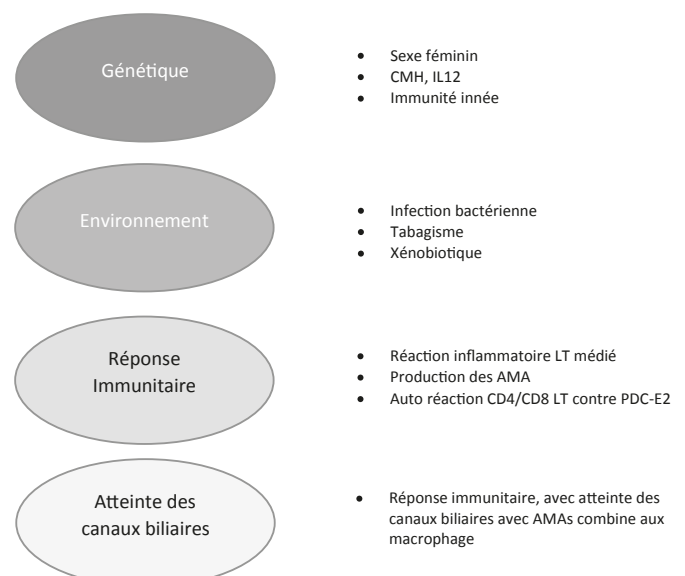 Génétique
• Sexe féminin
• CMH, IL12
• Immunité innée
Environnement
• Infection bactérienne
• Tabagisme
• Xénobiotique
Réponse
Immunitaire
• Réaction inflammatoire LT médié
• Production des AMA
• Auto réaction CD4/CD8 LT contre PDC-E2
Atteinte des
canaux biliaires
• Réponse immunitaire, avec atteinte des
canaux biliaires avec AMAs combine aux
macrophage